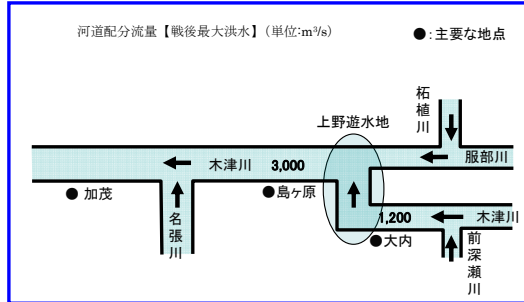 河道配分流量【戦後最大洪水】(単位:m³/s)
●:主要な地点
柘植川
上野遊水地
服部川
木津川
3,000
●加茂
●島ヶ原
名張川
1,200
木津川
●大内
前深瀬川